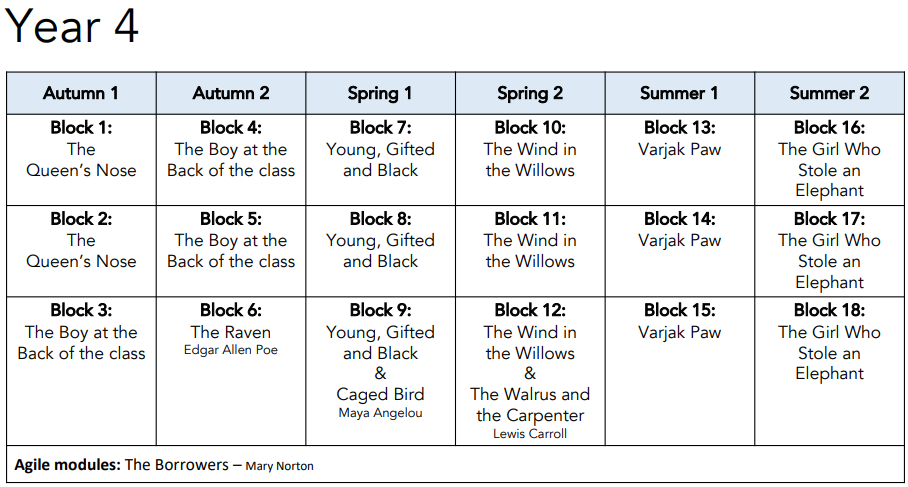 Year 4
Autumn 1
Autumn 2
Spring 1
Spring 2
Summer 1
Summer 2
Block 1:
The
Queen's Nose
Block 4:
The Boy at the
Back of the class
Block 7:
Young, Gifted
and Black
Block 10:
The Wind in
the Willows
Block 13:
Varjak Paw
Block 16:
The Girl Who
Stole an
Elephant
Block 2:
The
Queen's Nose
Block 5:
The Boy at the
Back of the class
Block 8:
Young, Gifted
and Black
Block 11:
The Wind in
the Willows
Block 14:
Varjak Paw
Block 17:
The Girl Who
Stole an
Elephant
Block 3:
The Boy at the
Back of the class
Block 6:
The Raven
Edgar Allen Poe
Block 9:
Young, Gifted
and Black
&
Caged Bird
Maya Angelou
Block 12:
The Wind in
the Willows
&
The Walrus and
the Carpenter
Lewis Carroll
Block 15:
Varjak Paw
Block 18:
The Girl Who
Stole an
Elephant
Agile modules: The Borrowers – Mary Norton